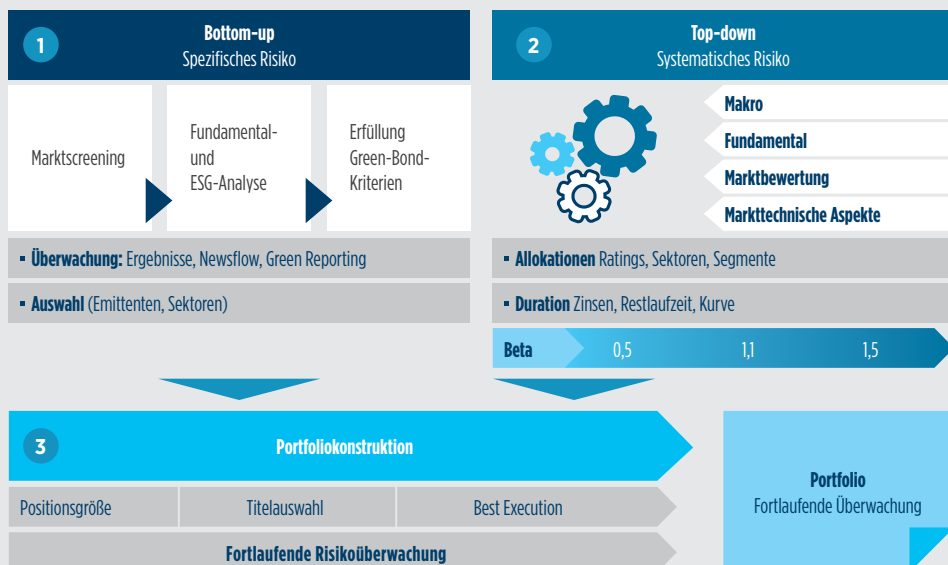 1
Bottom-up
Spezifisches Risiko
Marktscreening
Fundamental-
und
ESG-Analyse
Erfüllung
Green-Bond-
Kriterien
▪ Überwachung: Ergebnisse, Newsflow, Green Reporting
▪ Auswahl (Emittenten, Sektoren)
2
Top-down
Systematisches Risiko
Makro
Fundamental
Marktbewertung
Markttechnische Aspekte
▪ Allokationen Ratings, Sektoren, Segmente
▪ Duration Zinsen, Restlaufzeit, Kurve
Beta 0,5 1,1 1,5
3
Portfoliokonstruktion
Positionsgröße Titelauswahl Best Execution
Fortlaufende Risikoüberwachung
Portfolio
Fortlaufende Überwachung